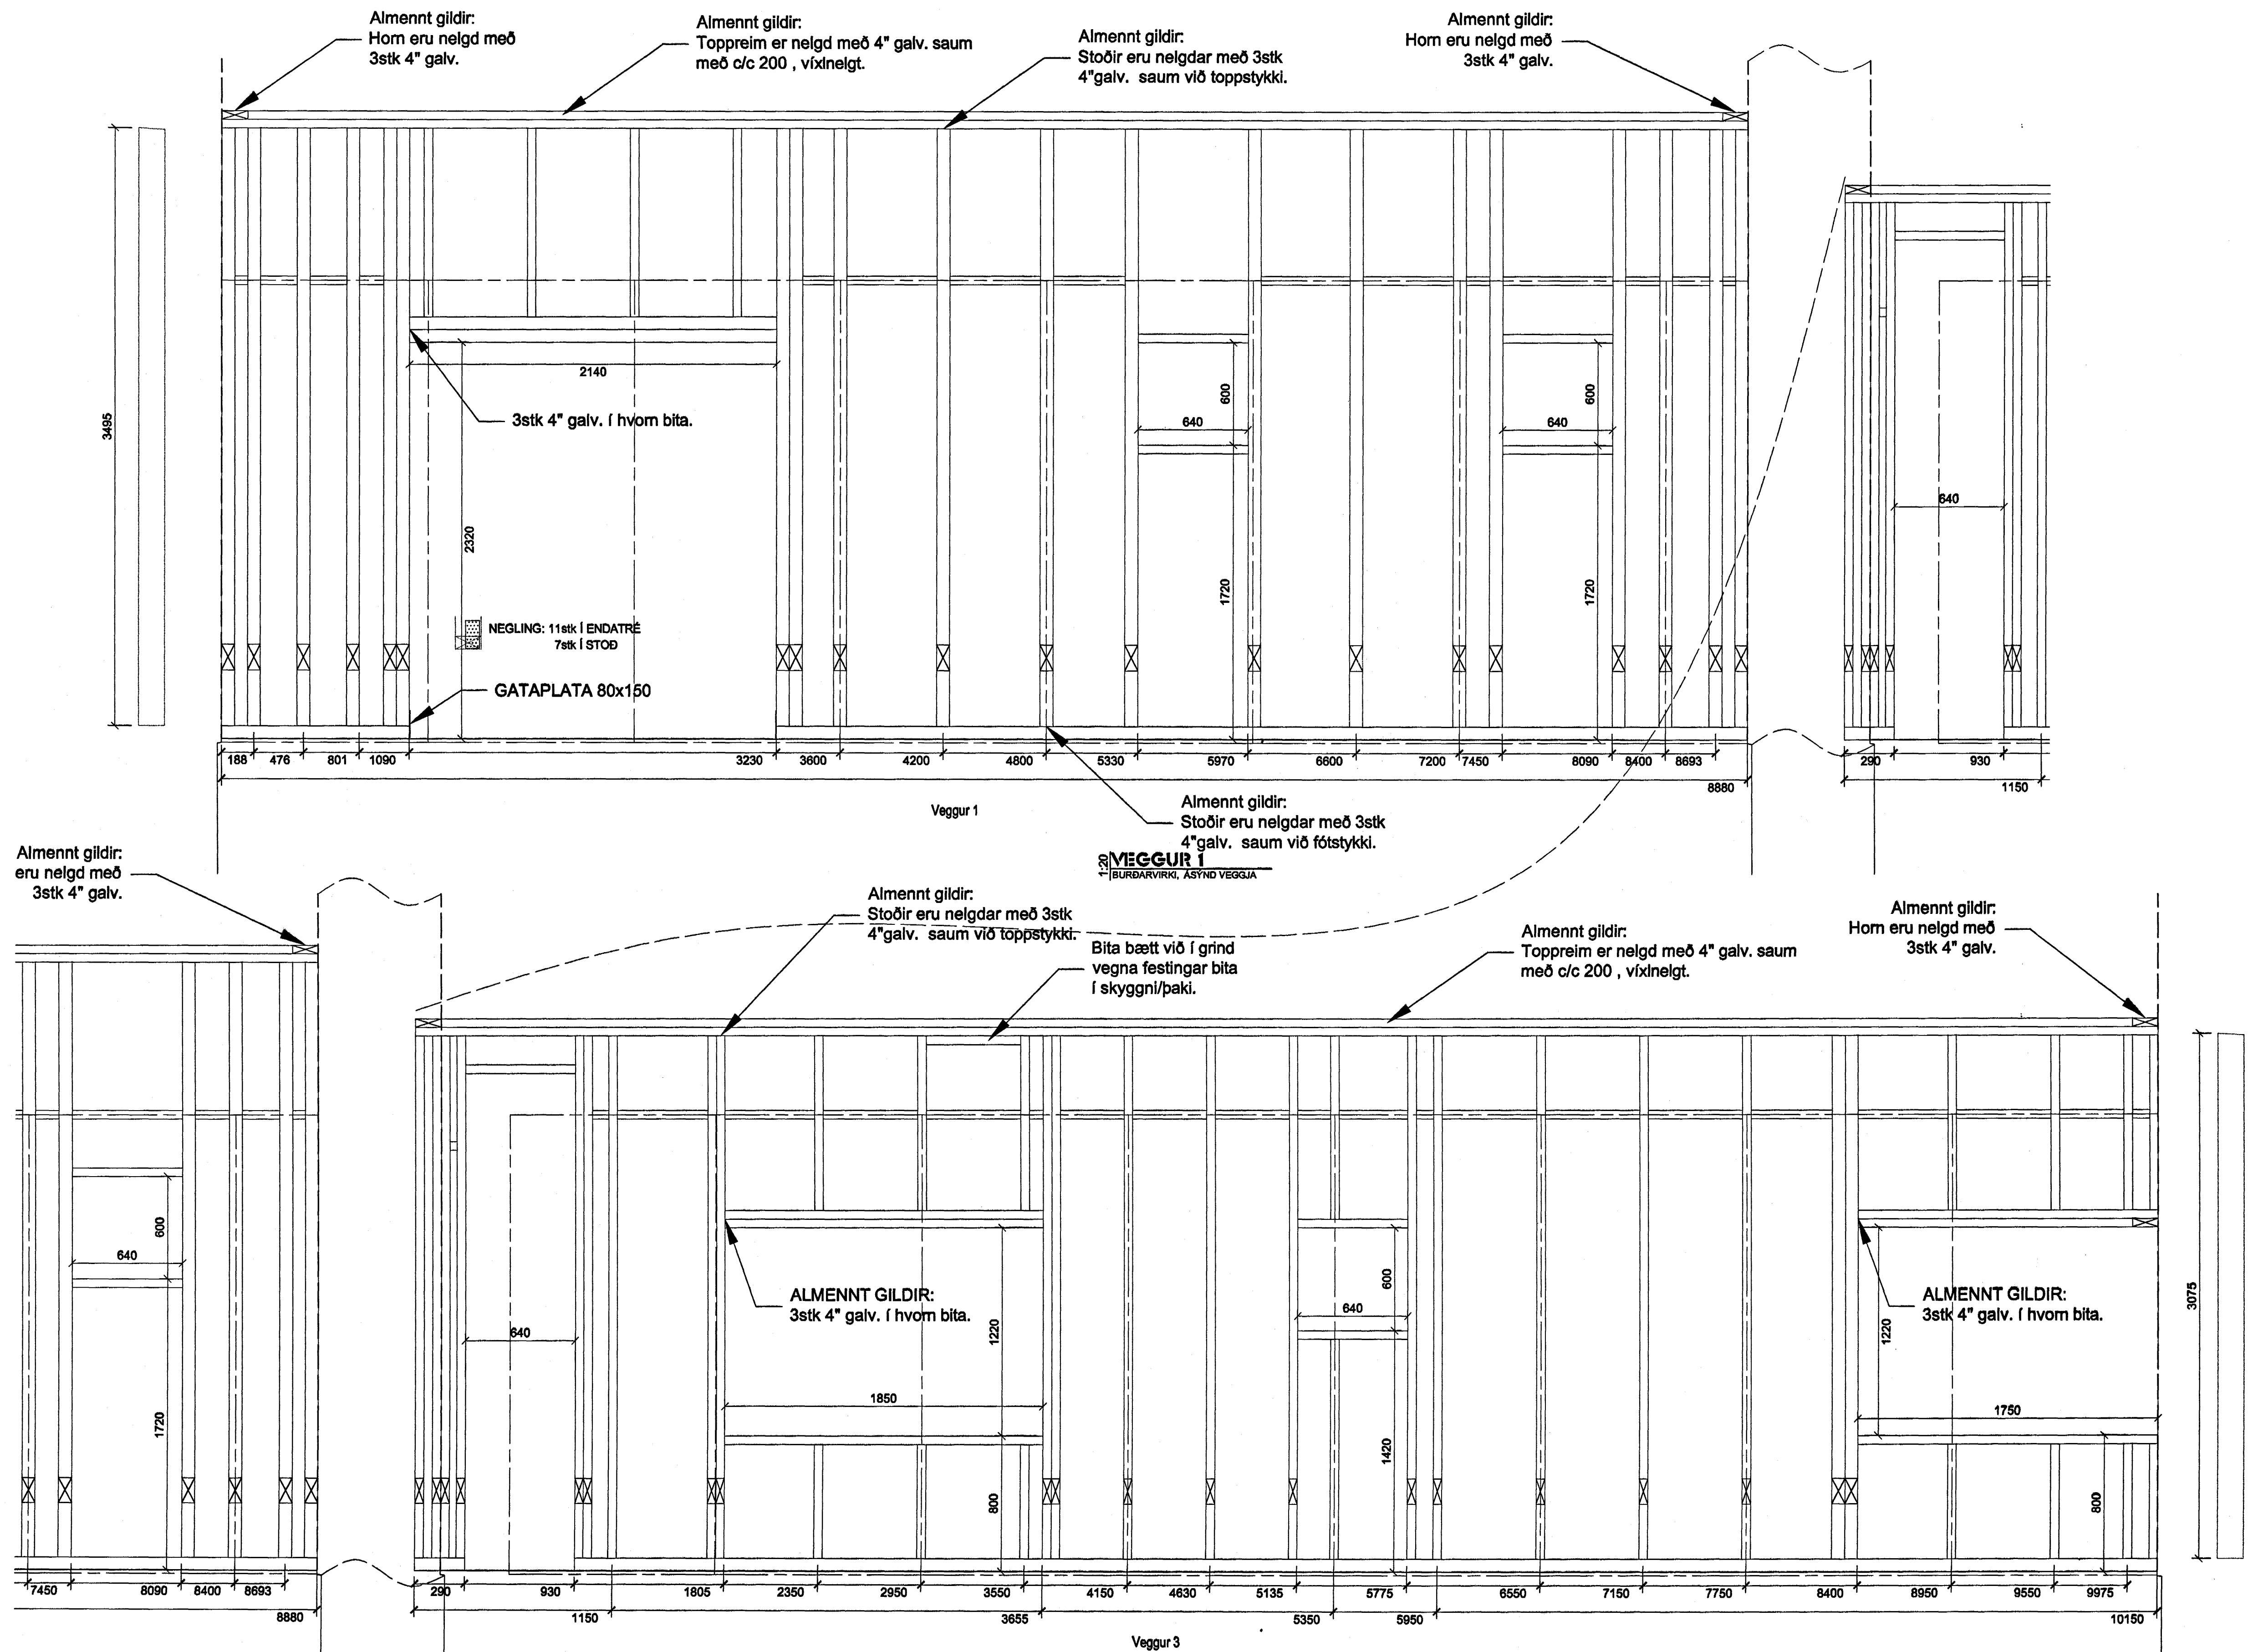 Almennt gildir:
Horn eru nelgd með
3stk 4" galv.
Almennt gildir:
Toppreim er nelgd með 4" galv. saum
með c/c 200 , víxlnelgt.
Almennt gildir:
Stoðir eru nelgdar með 3stk
4"galv. saum við toppstykki.
Almennt gildir:
Horn eru nelgd með
3stk 4" galv.
3495
2140
3stk 4" galv. í hvorn bita.
2320
NEGLING: 11stk Í ENDATRÉ
7stk Í STOÐ
GATAPLATA 80x150
600
640
1720
600
640
1720
640
188 476 801 1090 3230 3600 4200 4800 5330 5970 6600 7200 7450 8090 8400 8693
8880
290 930
1150
Veggur 1
Almennt gildir:
Stoðir eru nelgdar með 3stk
4"galv. saum við fótstykki.
1:20 VEGGUR 1
BURÐARVIRKI, ÁSÝND VEGGJA
Almennt gildir:
eru nelgd með
3stk 4" galv.
Almennt gildir:
Stoðir eru nelgdar með 3stk
4"galv. saum við toppstykki.
Bita bætt við í grind
vegna festingar bita
í skyggni/þaki.
Almennt gildir:
Toppreim er nelgd með 4" galv. saum
með c/c 200 , víxlnelgt.
Almennt gildir:
Horn eru nelgd með
3stk 4" galv.
600
640
1720
640
ALMENNT GILDIR:
3stk 4" galv. í hvorn bita.
1220
1850
800
600
640
1420
ALMENNT GILDIR:
3stk 4" galv. í hvorn bita.
1220
1750
800
3075
7450 8090 8400 8693
8880
290 930 1805 2350 2950 3550 4150 4630 5135 5775 6550 7150 7750 8400 8950 9550 9975
1150 3655 5350 5950 10150
Veggur 3